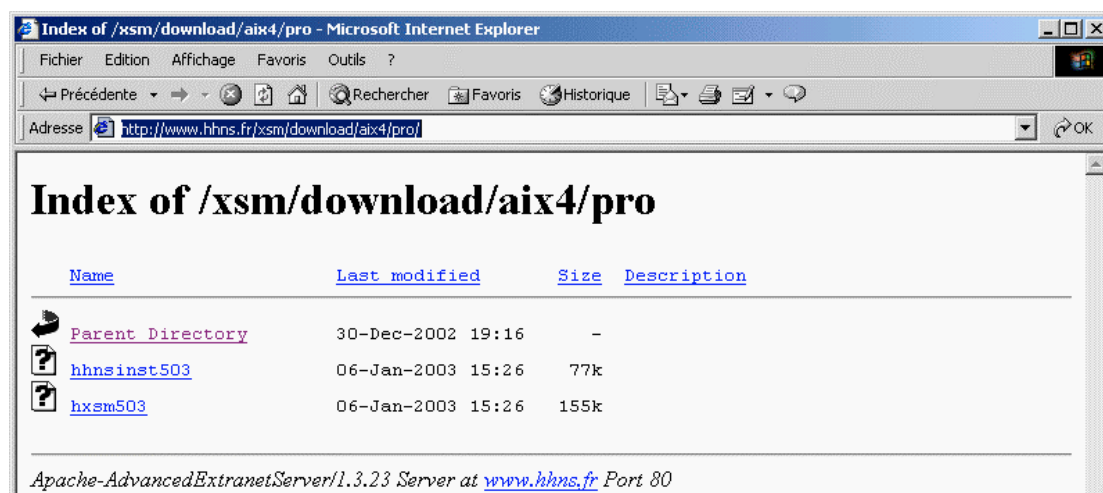 Index of /xsm/download/aix4/pro - Microsoft Internet Explorer
Fichier Edition Affichage Favoris Outils ?
Précédente Rechercher Favoris Historique
Adresse http://www.hhns.fr/xsm/download/aix4/pro/ OK
Index of /xsm/download/aix4/pro
Name Last modified Size Description
Parent Directory 30-Dec-2002 19:16 -
hhnsinst503 06-Jan-2003 15:26 77k
hxsm503 06-Jan-2003 15:26 155k
Apache-AdvancedExtranetServer/1.3.23 Server at www.hhns.fr Port 80